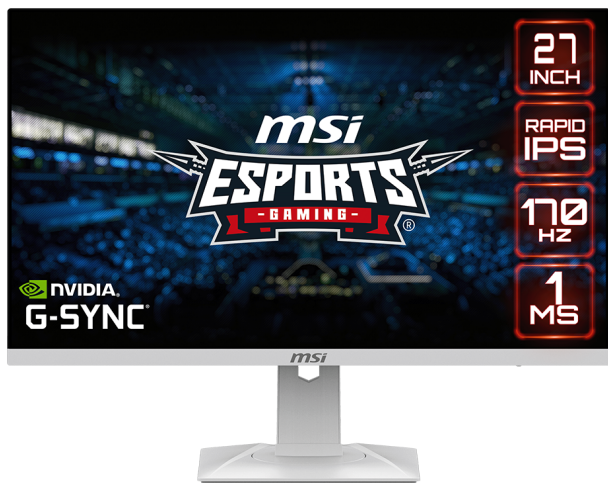 msi
ESPORTS
-GAMING-
®
NVIDIA®
G-SYNC®
27
INCH
RAPID
IPS
170
HZ
1
MS
msi